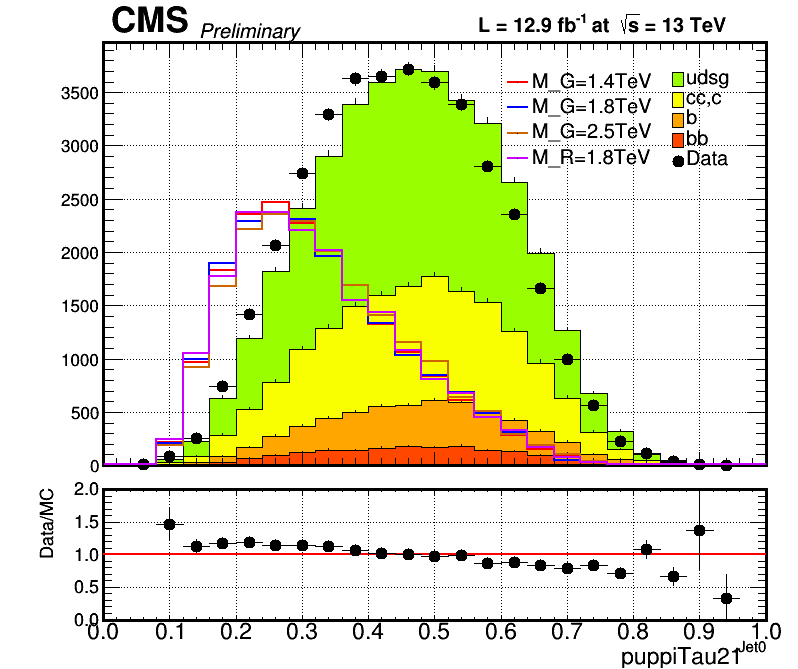 CMS Preliminary L = 12.9 fb⁻¹ at √s = 13 TeV
M_G=1.4TeV
M_G=1.8TeV
M_G=2.5TeV
M_R=1.8TeV
udsg
cc,c
b
bb
Data
3500
3000
2500
2000
1500
1000
500
0
Data/MC
2.0
1.5
1.0
0.5
0.0
0.0 0.1 0.2 0.3 0.4 0.5 0.6 0.7 0.8 0.9 1.0
puppiTau21^Jet0